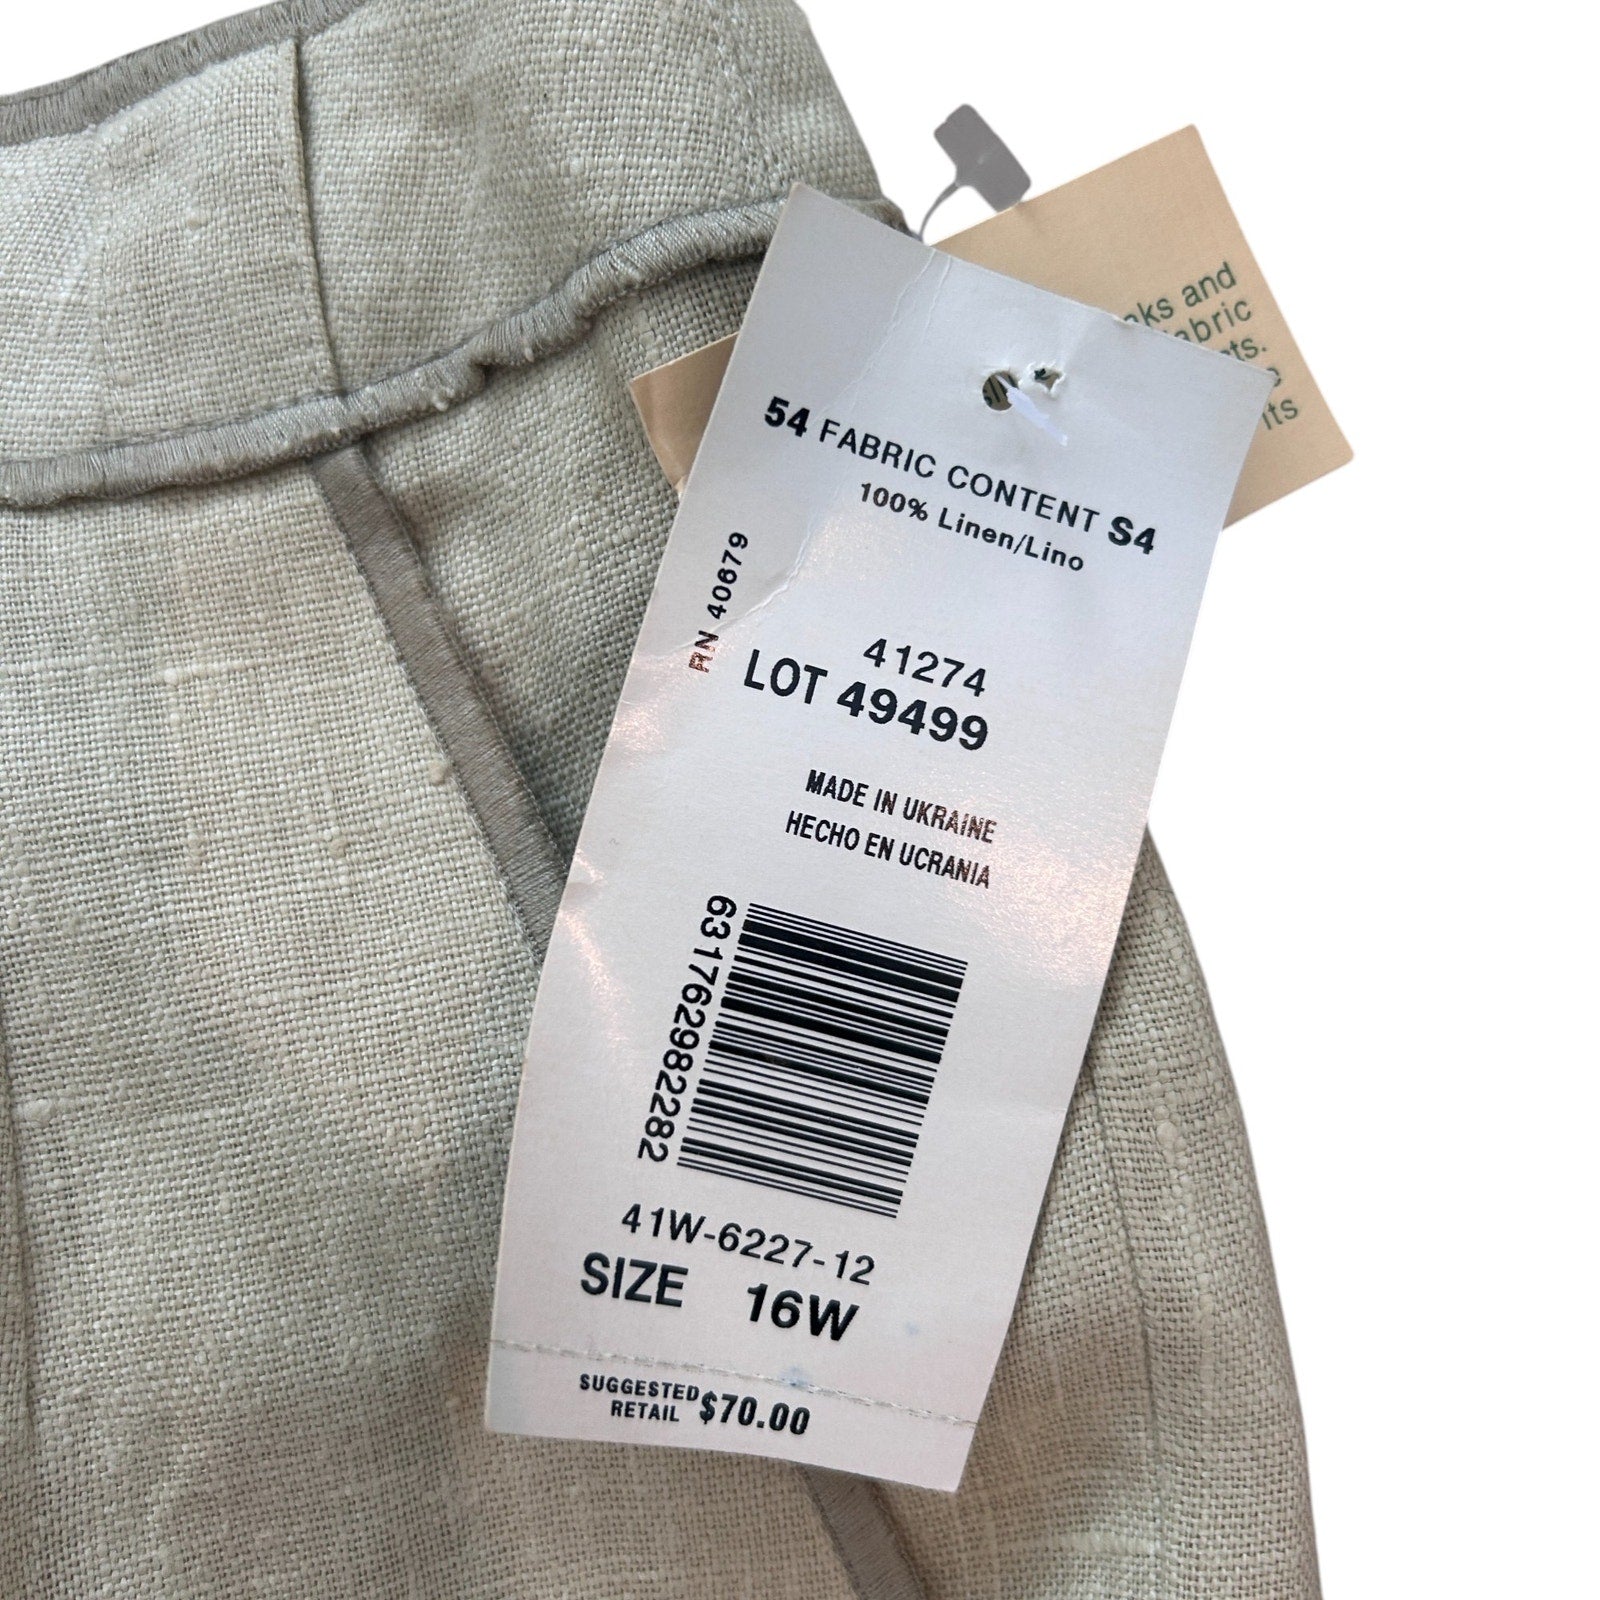 54 FABRIC CONTENT S4
100% Linen/Lino
RN 40679
41274
LOT 49499
MADE IN UKRAINE
HECHO EN UCRANIA
631762982282
41W-6227-12
SIZE 16W
SUGGESTED
RETAIL $70.00
and